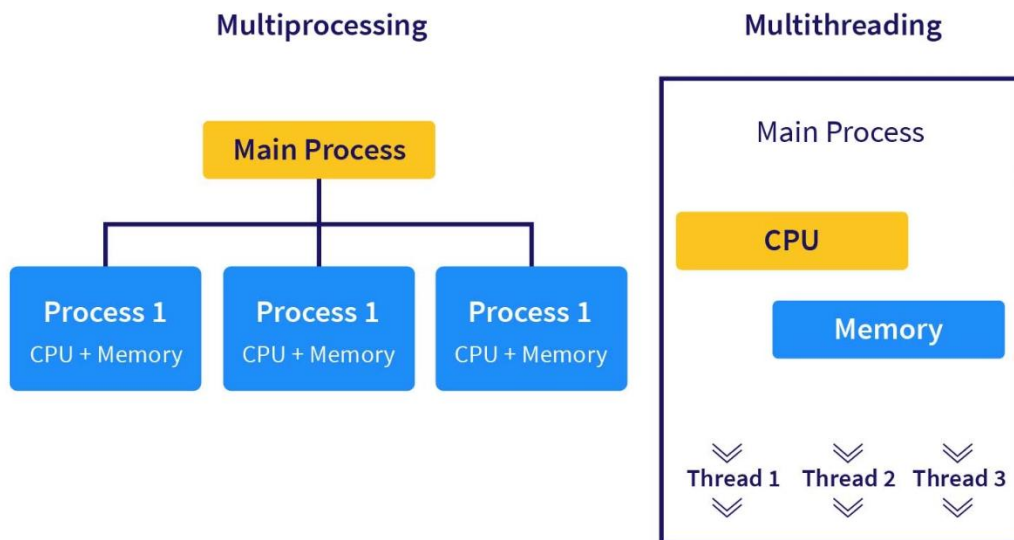 Multiprocessing
Main Process
Process 1
CPU + Memory
Process 1
CPU + Memory
Process 1
CPU + Memory
Multithreading
Main Process
CPU
Memory
Thread 1 Thread 2 Thread 3